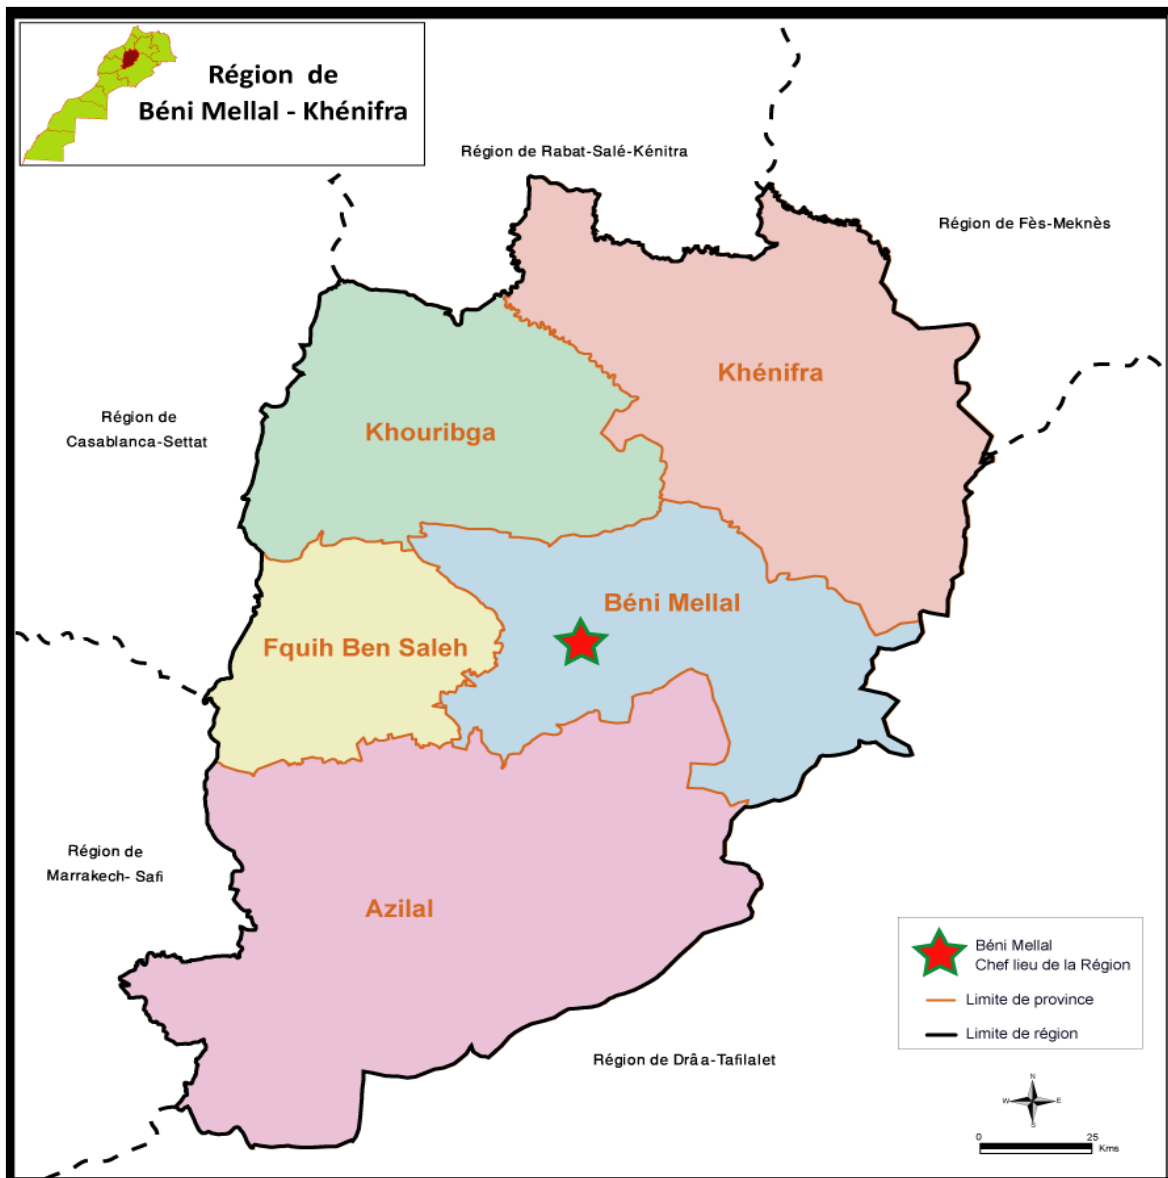 Région de
Béni Mellal - Khénifra
Région de Rabat-Salé-Kénitra
Région de Fès-Meknès
Khénifra
Région de
Casablanca-Settat
Khouribga
Béni Mellal
Fquih Ben Saleh
Région de
Marrakech- Safi
Azilal
Béni Mellal
Chef lieu de la Région
Limite de province
Limite de région
Région de Drâa-Tafilalet
N
W
E
S
0
25
Kms